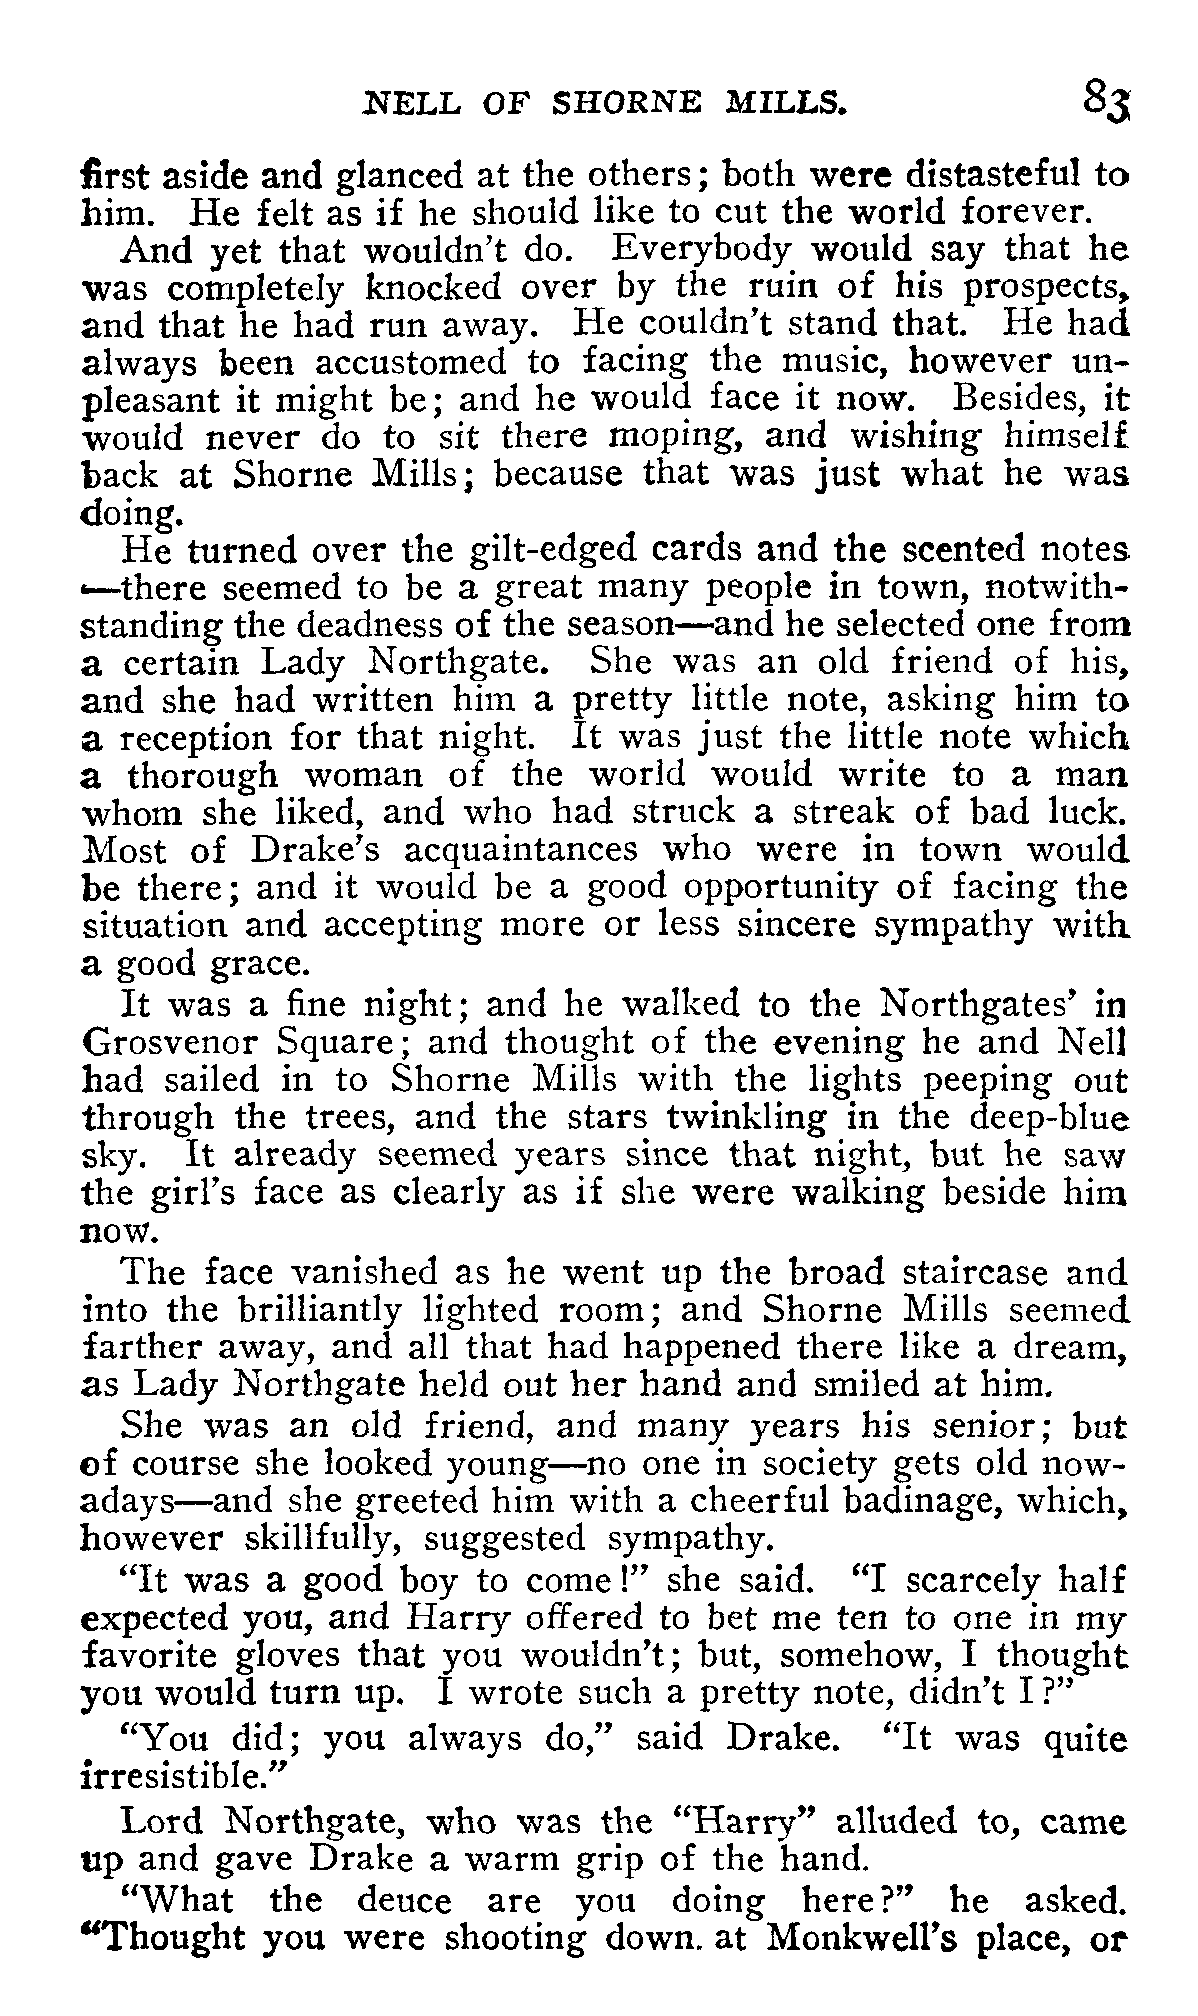 NELL OF SHORNE MILLS. 83
first aside and glanced at the others; both were distasteful to
him. He felt as if he should like to cut the world forever.
And yet that wouldn't do. Everybody would say that he
was completely knocked over by the ruin of his prospects,
and that he had run away. He couldn't stand that. He had
always been accustomed to facing the music, however un-
pleasant it might be; and he would face it now. Besides, it
would never do to sit there moping, and wishing himself
back at Shorne Mills; because that was just what he was
doing.
He turned over the gilt-edged cards and the scented notes
—there seemed to be a great many people in town, notwith-
standing the deadness of the season—and he selected one from
a certain Lady Northgate. She was an old friend of his,
and she had written him a pretty little note, asking him to
a reception for that night. It was just the little note which
a thorough woman of the world would write to a man
whom she liked, and who had struck a streak of bad luck.
Most of Drake's acquaintances who were in town would
be there; and it would be a good opportunity of facing the
situation and accepting more or less sincere sympathy with
a good grace.
It was a fine night; and he walked to the Northgates' in
Grosvenor Square; and thought of the evening he and Nell
had sailed in to Shorne Mills with the lights peeping out
through the trees, and the stars twinkling in the deep-blue
sky. It already seemed years since that night, but he saw
the girl's face as clearly as if she were walking beside him
now.
The face vanished as he went up the broad staircase and
into the brilliantly lighted room; and Shorne Mills seemed
farther away, and all that had happened there like a dream,
as Lady Northgate held out her hand and smiled at him.
She was an old friend, and many years his senior; but
of course she looked young—no one in society gets old now-
adays—and she greeted him with a cheerful badinage, which,
however skillfully, suggested sympathy.
"It was a good boy to come!" she said. "I scarcely half
expected you, and Harry offered to bet me ten to one in my
favorite gloves that you wouldn't; but, somehow, I thought
you would turn up. I wrote such a pretty note, didn't I?"
"You did; you always do," said Drake. "It was quite
irresistible."
Lord Northgate, who was the "Harry" alluded to, came
up and gave Drake a warm grip of the hand.
"What the deuce are you doing here?" he asked.
"Thought you were shooting down. at Monkwell's place, or